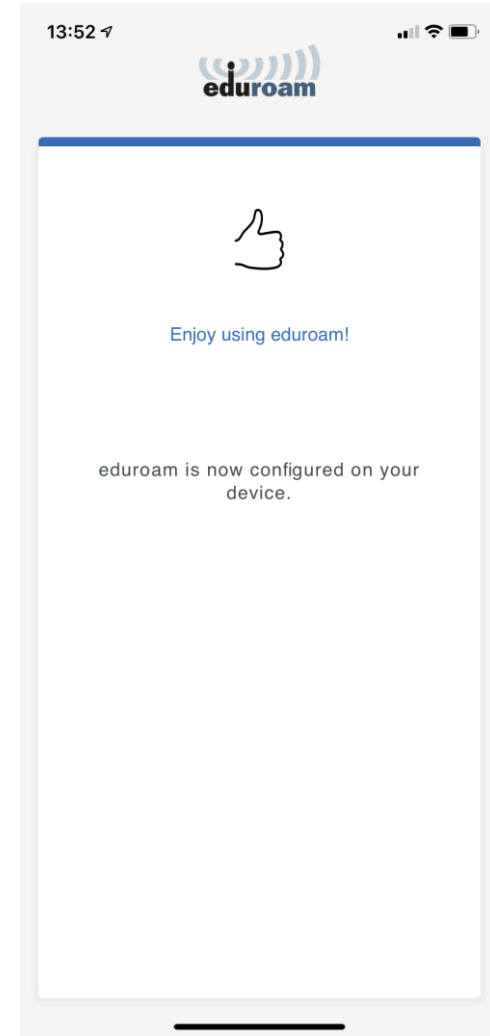 13:52
eduroam
Enjoy using eduroam!
eduroam is now configured on your
device.